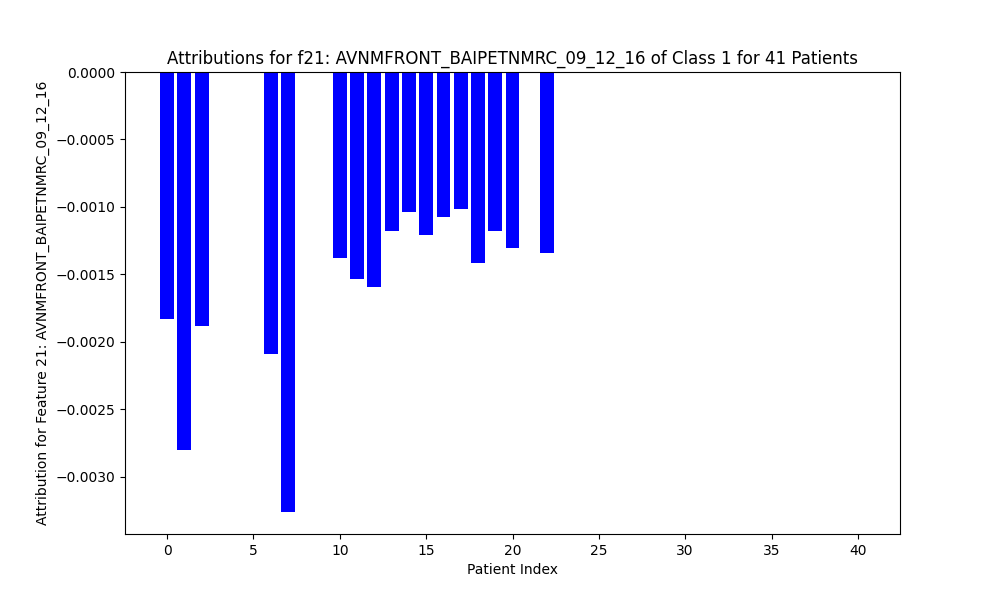 Attributions for f21: AVNMFRONT_BAIPETNMRC_09_12_16 of Class 1 for 41 Patients
Attribution for Feature 21: AVNMFRONT_BAIPETNMRC_09_12_16
0.0000
−0.0005
−0.0010
−0.0015
−0.0020
−0.0025
−0.0030
0 5 10 15 20 25 30 35 40
Patient Index